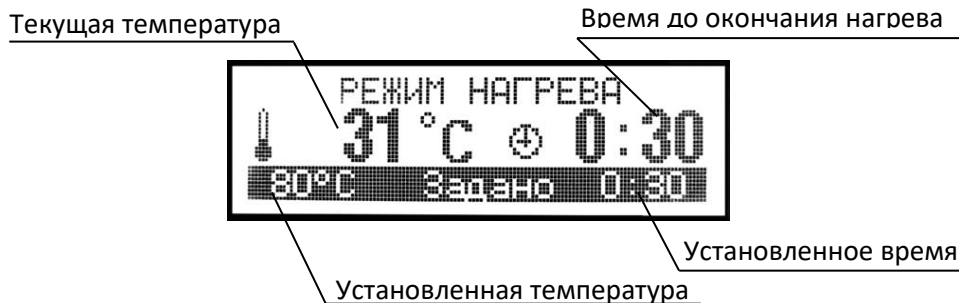 Текущая температура
Время до окончания нагрева
РЕЖИМ НАГРЕВА
31 °C 0:30
80°C Задано 0:30
Установленное время
Установленная температура